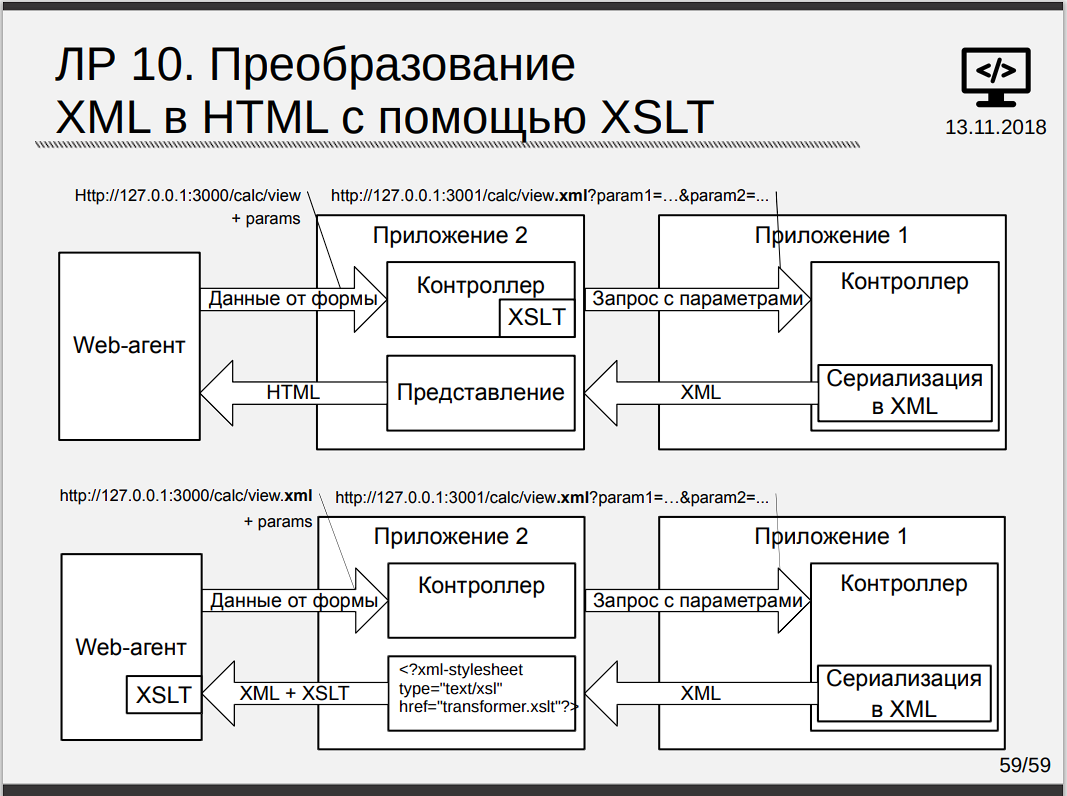 ЛР 10. Преобразование
XML в HTML с помощью XSLT
</>
13.11.2018
Http://127.0.0.1:3000/calc/view
+ params
http://127.0.0.1:3001/calc/view.xml?param1=…&param2=...
Приложение 2
Приложение 1
Web-агент
Данные от формы
Контроллер
XSLT
Запрос с параметрами
Контроллер
HTML
Представление
XML
Сериализация
в XML
http://127.0.0.1:3000/calc/view.xml
+ params
http://127.0.0.1:3001/calc/view.xml?param1=…&param2=...
Приложение 2
Приложение 1
Web-агент
XSLT
Данные от формы
Контроллер
Запрос с параметрами
Контроллер
XML + XSLT
<?xml-stylesheet
type="text/xsl"
href="transformer.xslt"?>
XML
Сериализация
в XML
59/59